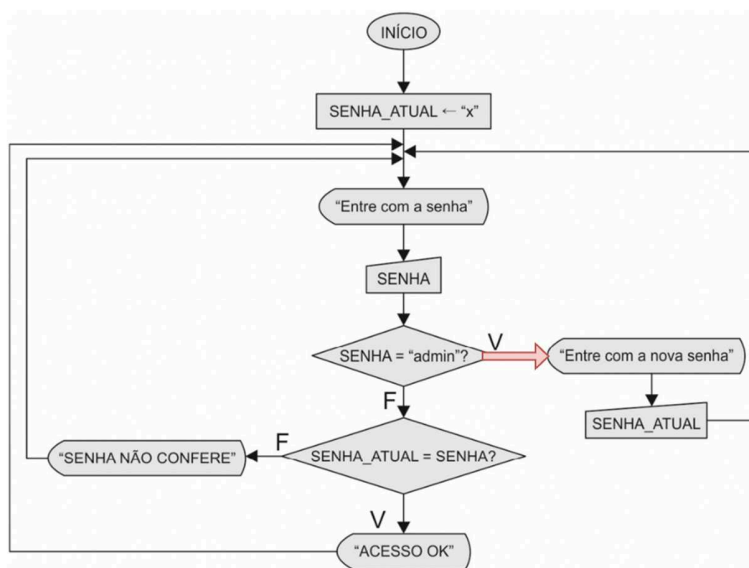 INÍCIO
SENHA_ATUAL ← “x”
“Entre com a senha”
SENHA
SENHA = “admin”?
V
“Entre com a nova senha”
F
SENHA_ATUAL
F
“SENHA NÃO CONFERE”
SENHA_ATUAL = SENHA?
V
“ACESSO OK”